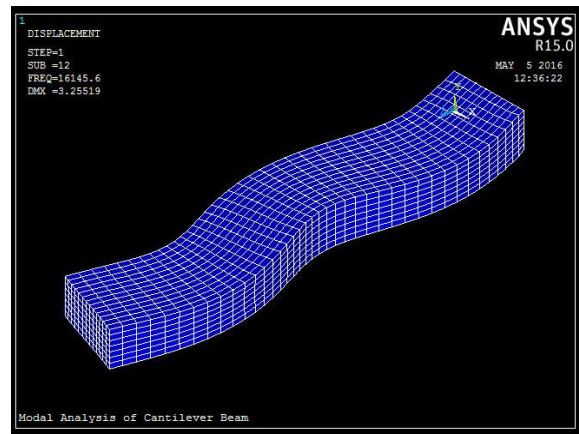 1
DISPLACEMENT
STEP=1
SUB =12
FREQ=16145.6
DMX =3.25519
ANSYS
R15.0
MAY 5 2016
12:36:22
Y
X
Modal Analysis of Cantilever Beam